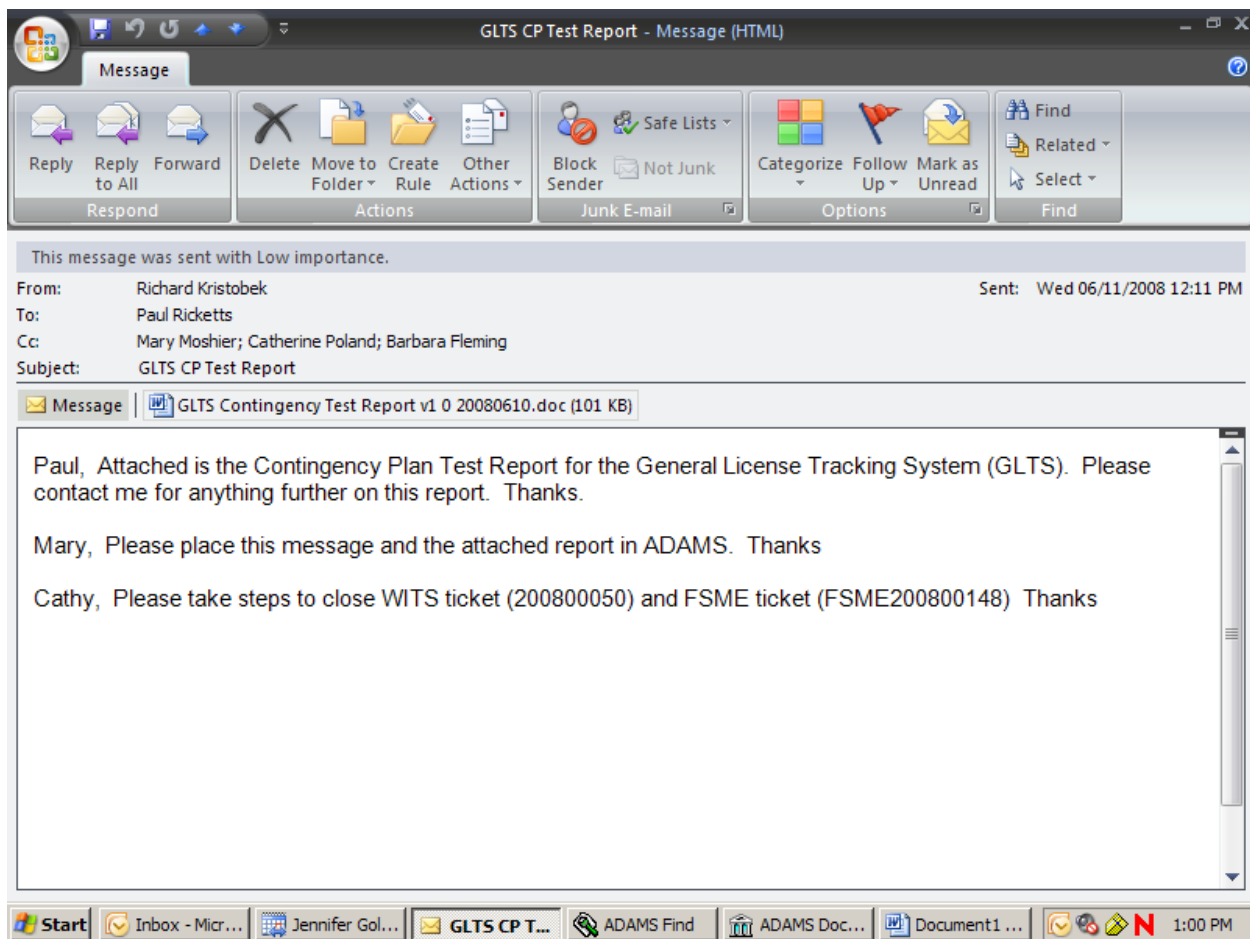 GLTS CP Test Report - Message (HTML)
Message
Reply
Reply to All
Forward
Delete
Move to Folder
Create Rule
Other Actions
Block Sender
Safe Lists
Not Junk
Categorize
Follow Up
Mark as Unread
Find
Related
Select
Respond
Actions
Junk E-mail
Options
Find
This message was sent with Low importance.
From: Richard Kristobek Sent: Wed 06/11/2008 12:11 PM
To: Paul Ricketts
Cc: Mary Moshier; Catherine Poland; Barbara Fleming
Subject: GLTS CP Test Report
Message GLTS Contingency Test Report v1 0 20080610.doc (101 KB)
Paul, Attached is the Contingency Plan Test Report for the General License Tracking System (GLTS). Please
contact me for anything further on this report. Thanks.
Mary, Please place this message and the attached report in ADAMS. Thanks
Cathy, Please take steps to close WITS ticket (200800050) and FSME ticket (FSME200800148) Thanks
Start Inbox - Micr... Jennifer Gol... GLTS CP T... ADAMS Find ADAMS Doc... Document1 ... N 1:00 PM